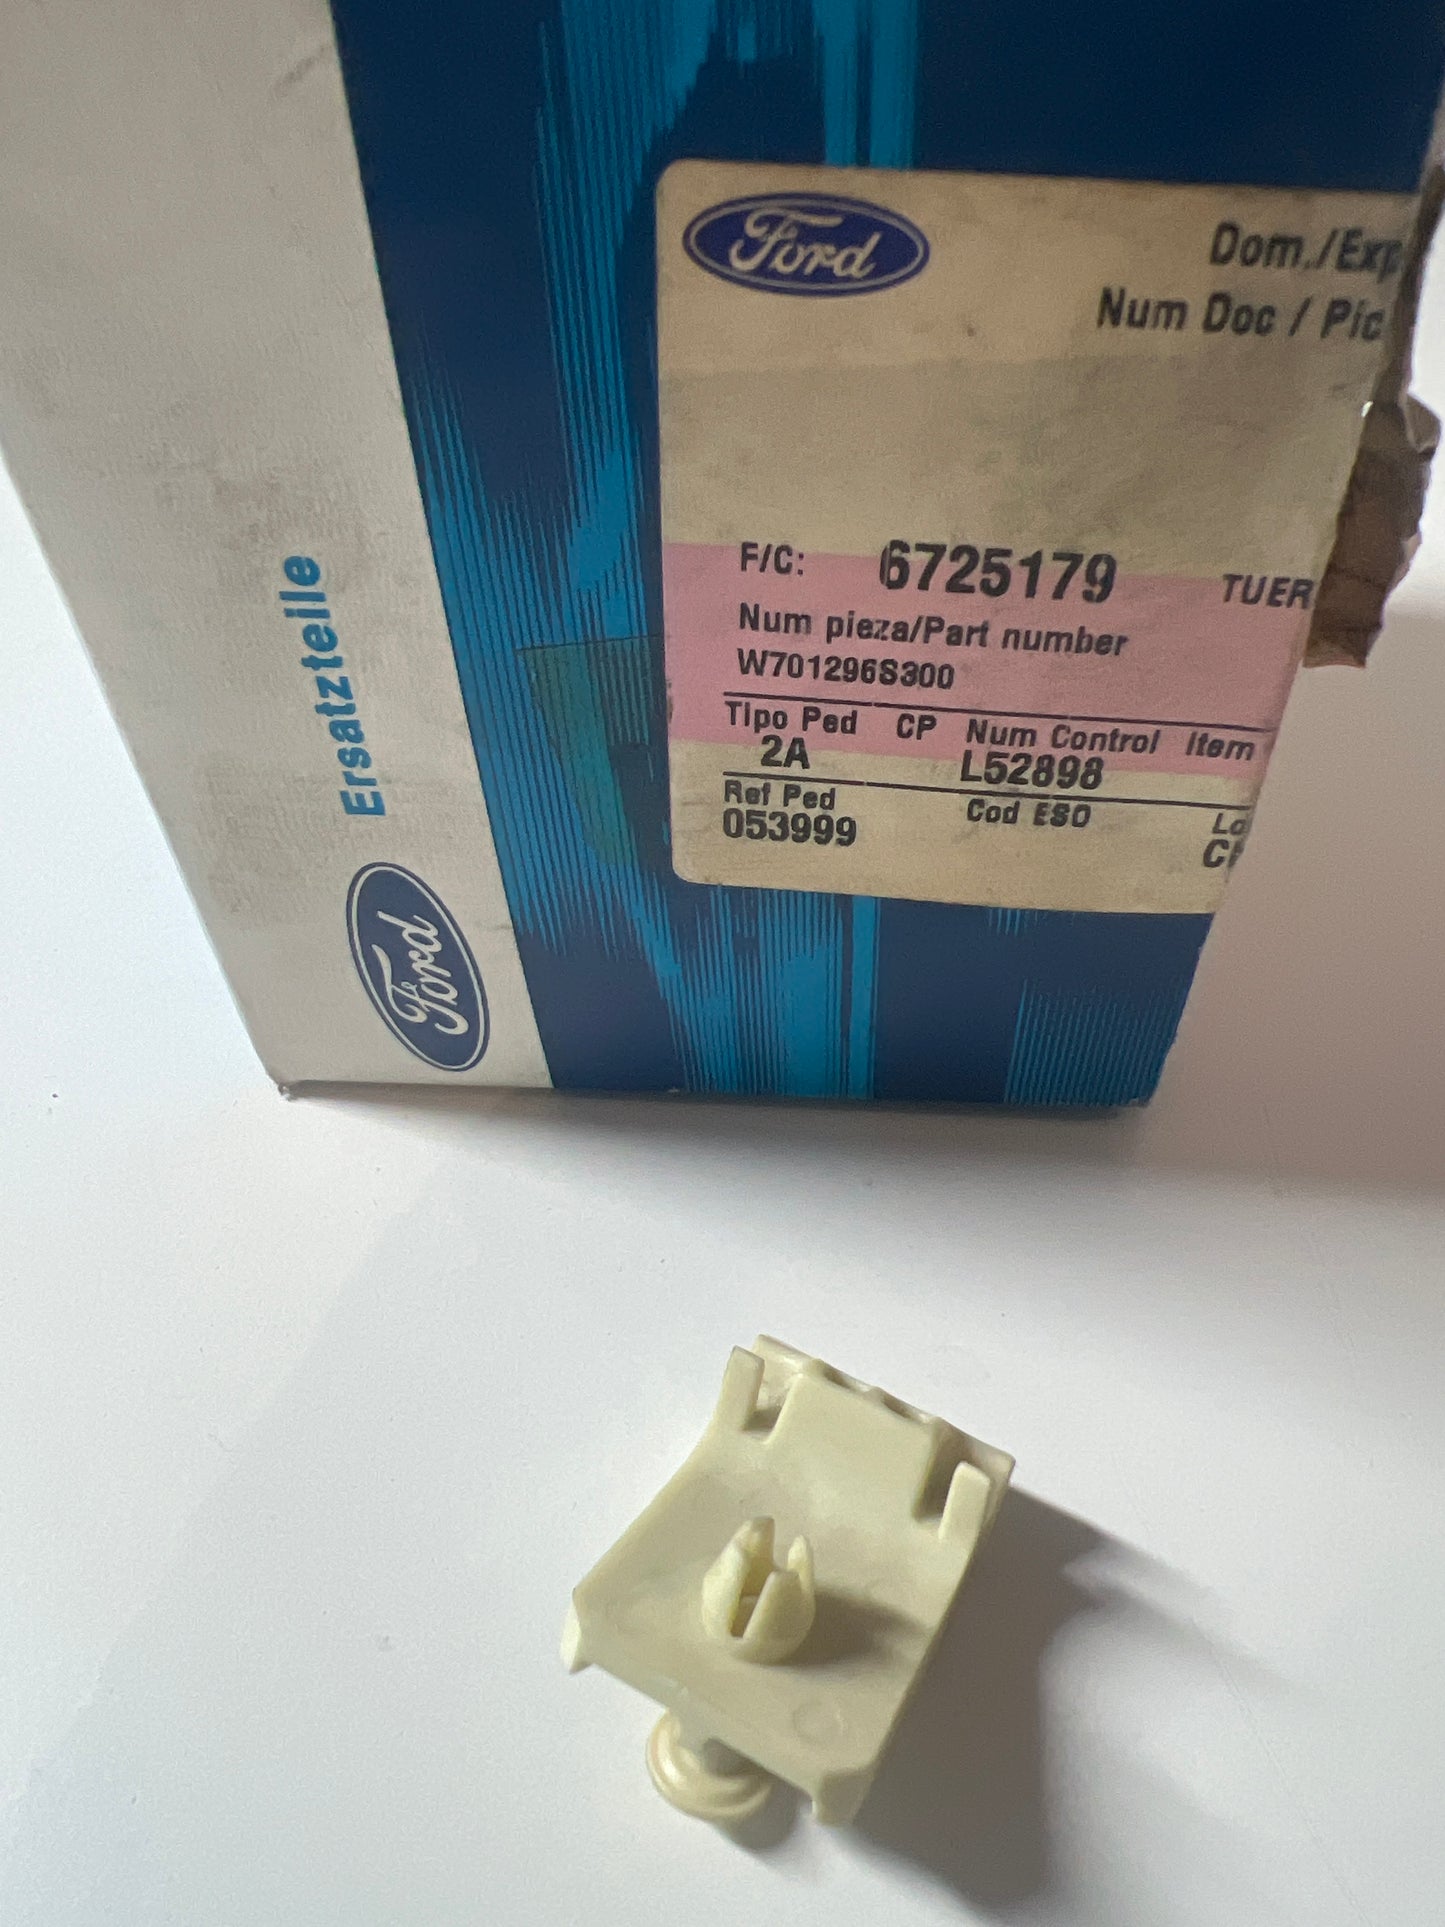 Ford
Dom./Exp
Num Doc / Pic
F/C: 6725179 TUER
Num pieza/Part number
W701296S300
Tipo Ped CP Num Control Item
2A L52898
Ref Ped Cod ESO Lo
053999
Ersatzteile
Ford